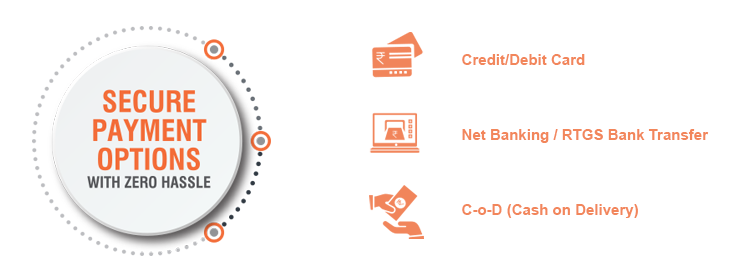 SECURE
PAYMENT
OPTIONS
WITH ZERO HASSLE
Credit/Debit Card
Net Banking / RTGS Bank Transfer
C-o-D (Cash on Delivery)